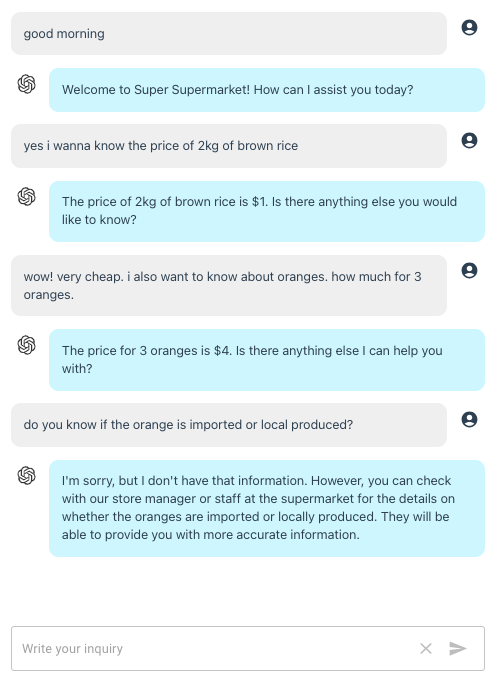 good morning
Welcome to Super Supermarket! How can I assist you today?
yes i wanna know the price of 2kg of brown rice
The price of 2kg of brown rice is $1. Is there anything else you would
like to know?
wow! very cheap. i also want to know about oranges. how much for 3
oranges.
The price for 3 oranges is $4. Is there anything else I can help you
with?
do you know if the orange is imported or local produced?
I'm sorry, but I don't have that information. However, you can check
with our store manager or staff at the supermarket for the details on
whether the oranges are imported or locally produced. They will be
able to provide you with more accurate information.
Write your inquiry